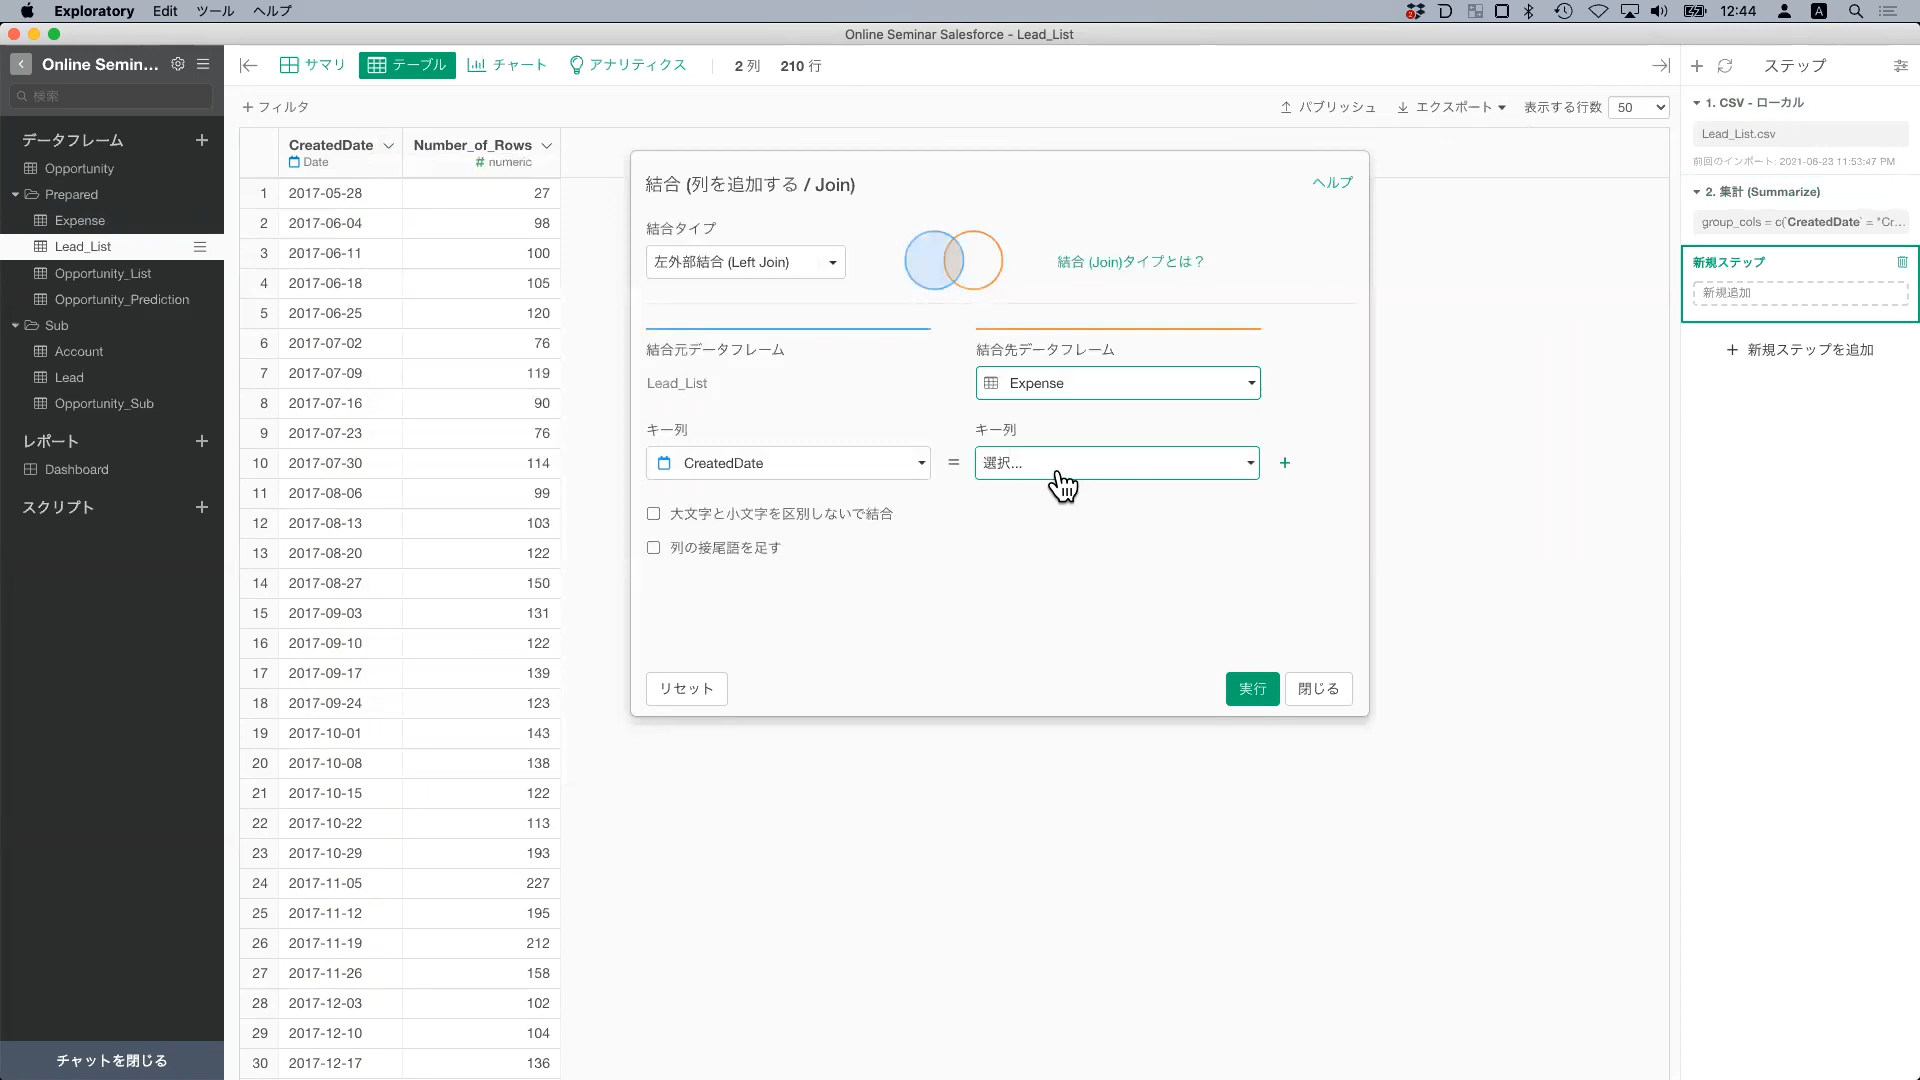 Exploratory Edit ツール ヘルプ
2 D A 12:44
Online Seminar Salesforce - Lead_List
Online Semin...
検索
データフレーム
Opportunity
Prepared
Expense
Lead_List
Opportunity_List
Opportunity_Prediction
Sub
Account
Lead
Opportunity_Sub
レポート
Dashboard
スクリプト
チャットを閉じる
サマリ テーブル チャート アナリティクス 2 列 210 行
+ フィルタ
パブリッシュ エクスポート 表示する行数 50
CreatedDate Number_of_Rows
Date # numeric
1 2017-05-28 27
2 2017-06-04 98
3 2017-06-11 100
4 2017-06-18 105
5 2017-06-25 120
6 2017-07-02 76
7 2017-07-09 119
8 2017-07-16 90
9 2017-07-23 76
10 2017-07-30 114
11 2017-08-06 99
12 2017-08-13 103
13 2017-08-20 122
14 2017-08-27 150
15 2017-09-03 131
16 2017-09-10 122
17 2017-09-17 139
18 2017-09-24 123
19 2017-10-01 143
20 2017-10-08 138
21 2017-10-15 122
22 2017-10-22 113
23 2017-10-29 193
24 2017-11-05 227
25 2017-11-12 195
26 2017-11-19 212
27 2017-11-26 158
28 2017-12-03 102
29 2017-12-10 104
30 2017-12-17 136
結合 (列を追加する / Join) ヘルプ
結合タイプ
左外部結合 (Left Join) 結合 (Join)タイプとは？
結合元データフレーム 結合先データフレーム
Lead_List Expense
キー列 キー列
CreatedDate = 選択... +
大文字と小文字を区別しないで結合
列の接尾語を足す
リセット 実行 閉じる
ステップ
1. CSV - ローカル
Lead_List.csv
前回のインポート: 2021-06-23 11:53:47 PM
2. 集計 (Summarize)
group_cols = c(`CreatedDate` = "Cr...
新規ステップ
新規追加
+ 新規ステップを追加